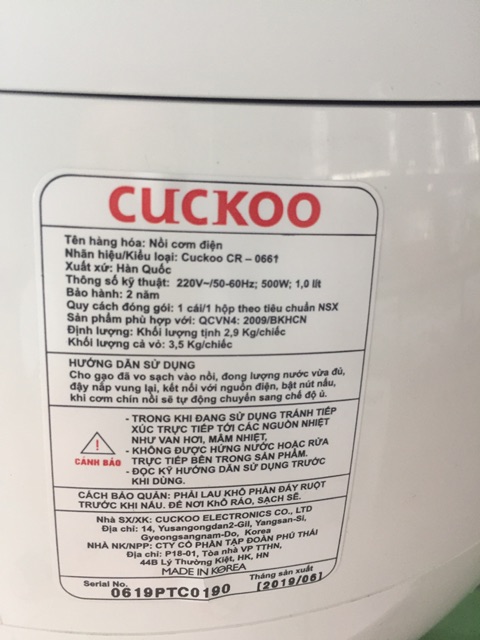 CUCKOO
Tên hàng hóa: Nồi cơm điện
Nhãn hiệu/Kiểu loại: Cuckoo CR – 0661
Xuất xứ: Hàn Quốc
Thông số kỹ thuật: 220V~/50-60Hz; 500W; 1,0 lít
Bảo hành: 2 năm
Quy cách đóng gói: 1 cái/1 hộp theo tiêu chuẩn NSX
Sản phẩm phù hợp với: QCVN4: 2009/BKHCN
Định lượng: Khối lượng tịnh 2,9 Kg/chiếc
Khối lượng cả vỏ: 3,5 Kg/chiếc
HƯỚNG DẪN SỬ DỤNG
Cho gạo đã vo sạch vào nồi, đong lượng nước vừa đủ,
đậy nắp vung lại, kết nối với nguồn điện, bật nút nấu,
khi cơm chín nồi sẽ tự động chuyển sang chế độ ủ.
CẢNH BÁO
- TRONG KHI ĐANG SỬ DỤNG TRÁNH TIẾP
XÚC TRỰC TIẾP TỚI CÁC NGUỒN NHIỆT
NHƯ VAN HƠI, MÂM NHIỆT,
- KHÔNG ĐƯỢC HỨNG NƯỚC HOẶC RỬA
TRỰC TIẾP BÊN TRONG SẢN PHẨM.
- ĐỌC KỸ HƯỚNG DẪN SỬ DỤNG TRƯỚC
KHI DÙNG.
CÁCH BẢO QUẢN: PHẢI LAU KHÔ PHẦN ĐÁY RUỘT
TRƯỚC KHI NẤU. ĐỂ NƠI KHÔ RÁO, SẠCH SẼ.
Nhà SX/XK: CUCKOO ELECTRONICS CO., LTD
Địa chỉ: 14, Yusangongdan2-Gil, Yangsan-Si,
Gyeongsangnam-Do, Korea
NHÀ NK/NPP: CTY CỔ PHẦN TẬP ĐOÀN PHÚ THÁI
Địa chỉ: P18-01, Tòa nhà VP TTHN,
44B Lý Thường Kiệt, HK, HN
MADE IN KOREA
Serial No. 0619PTC0190
Tháng sản xuất
[2019/06]